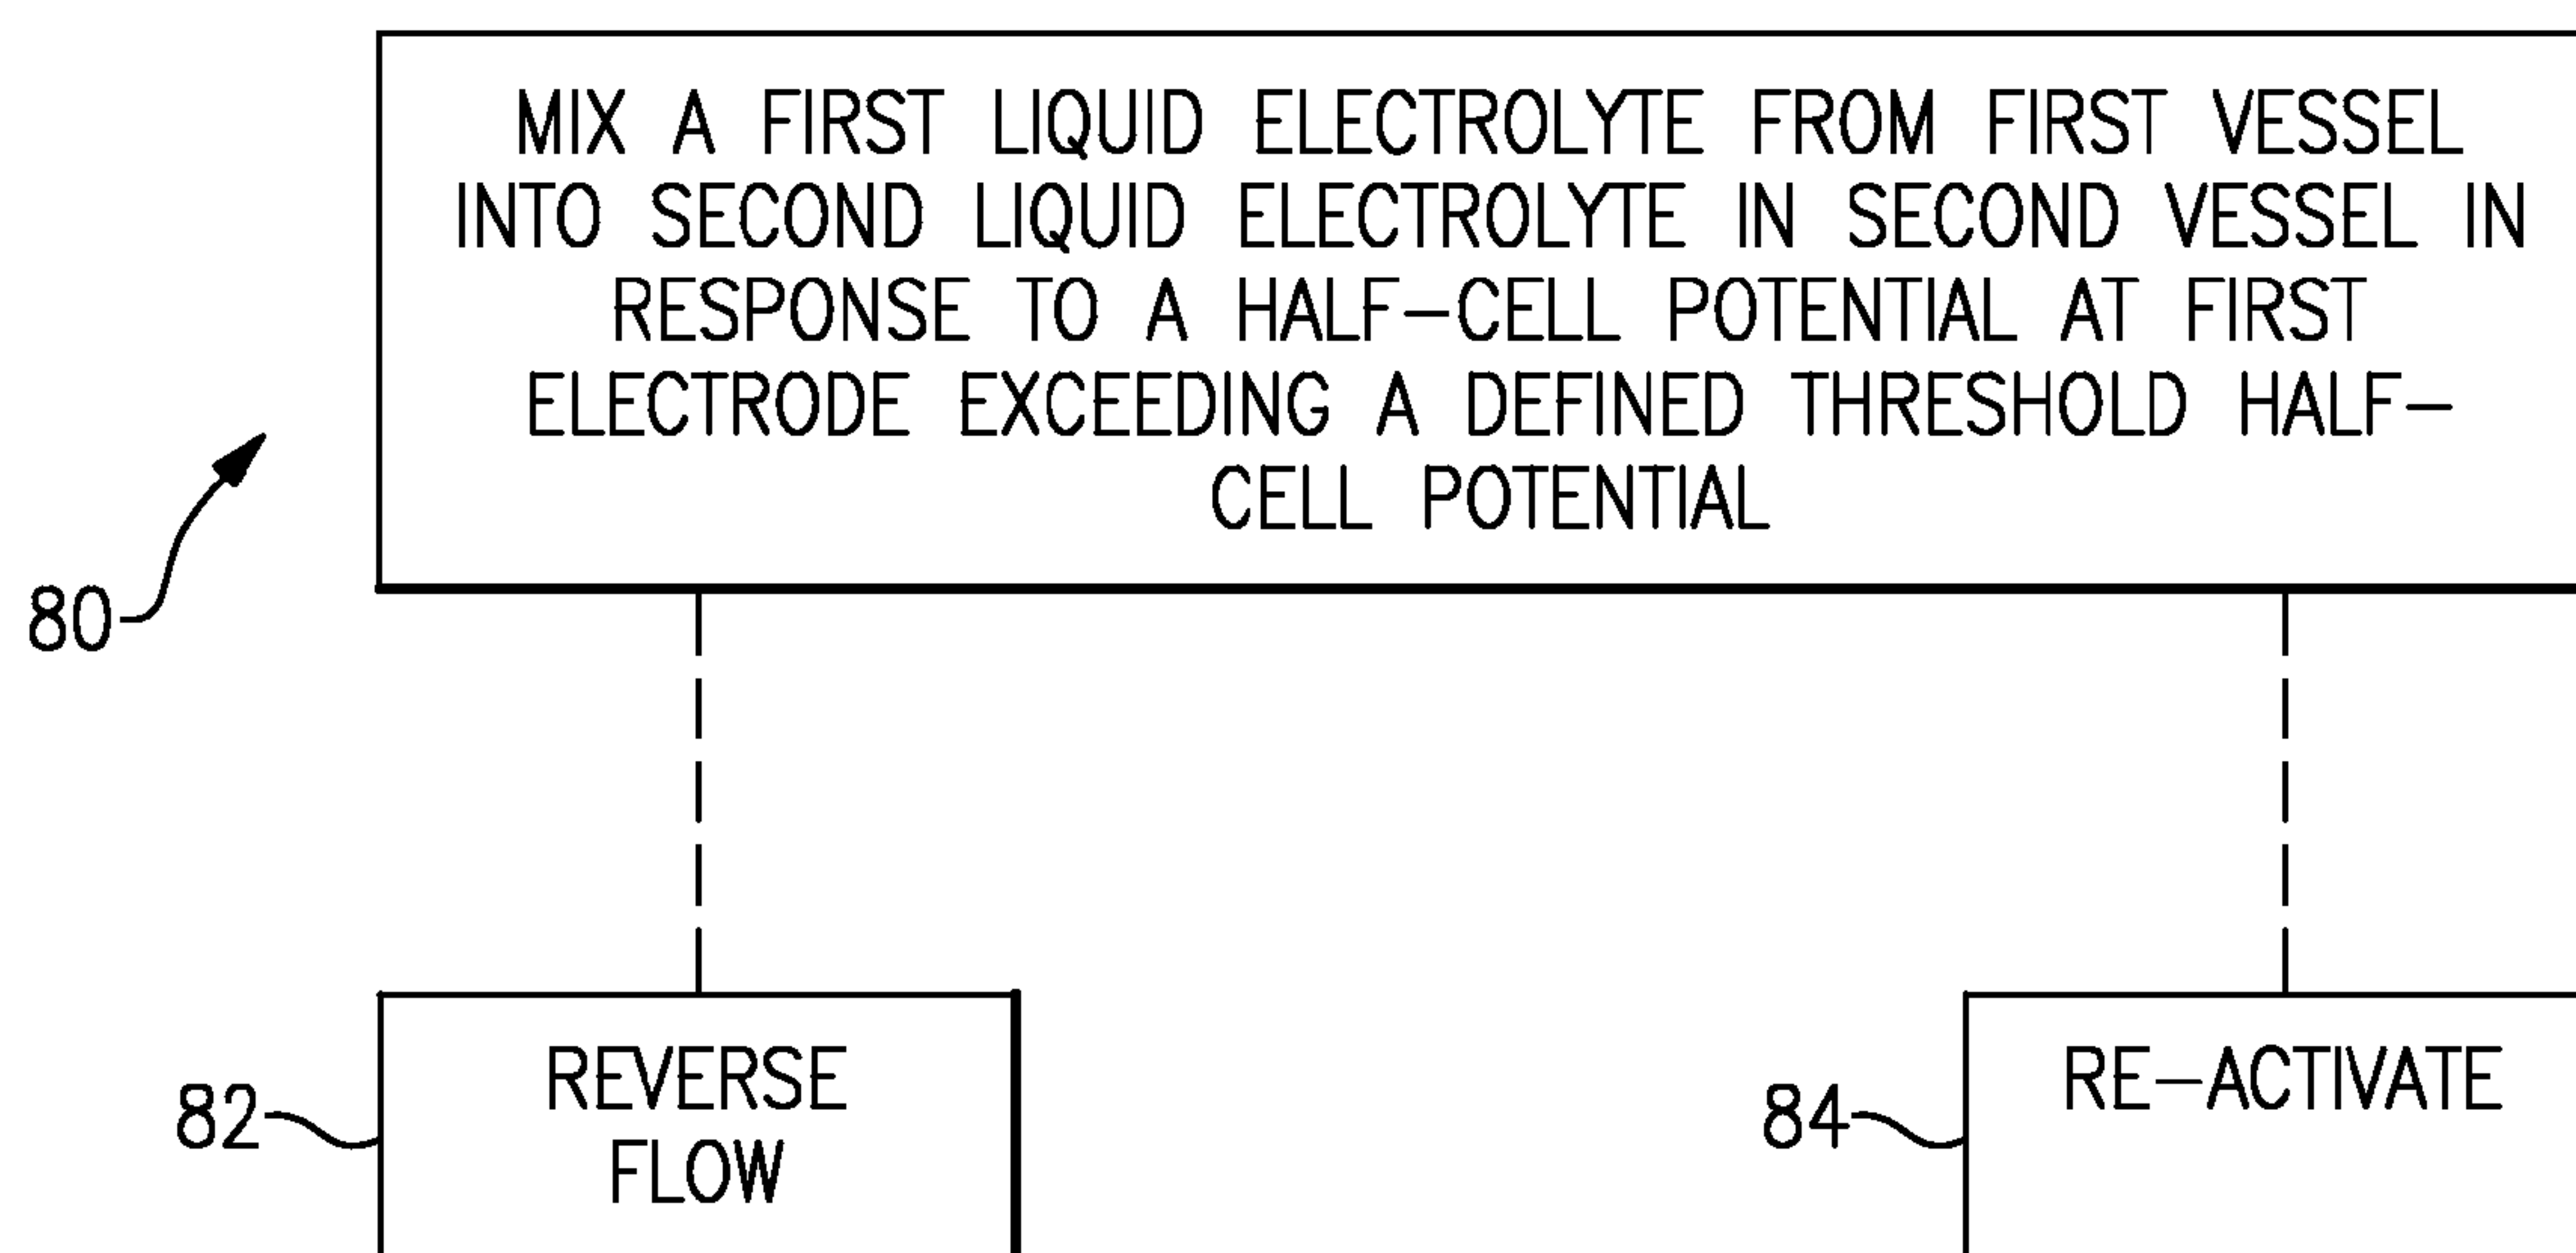 MIX A FIRST LIQUID ELECTROLYTE FROM FIRST VESSEL
INTO SECOND LIQUID ELECTROLYTE IN SECOND VESSEL IN
RESPONSE TO A HALF-CELL POTENTIAL AT FIRST
ELECTRODE EXCEEDING A DEFINED THRESHOLD HALF-
CELL POTENTIAL
80
82
REVERSE
FLOW
84
RE-ACTIVATE